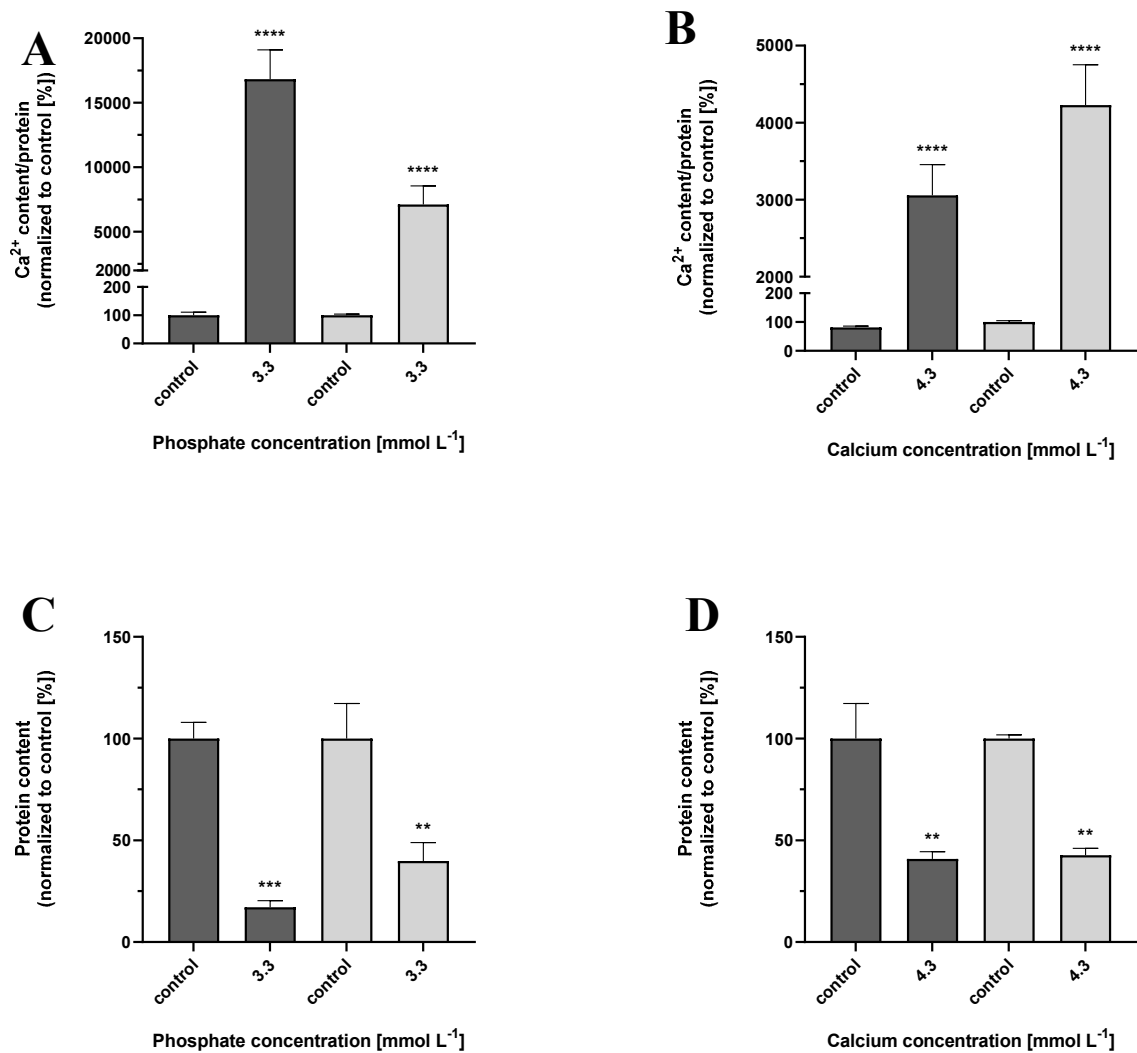 A
Ca²⁺ content/protein
(normalized to control [%])
20000
15000
10000
5000
2000
200
100
0
****
****
control
3.3
control
3.3
Phosphate concentration [mmol L⁻¹]
B
Ca²⁺ content/protein
(normalized to control [%])
5000
4000
3000
2000
200
100
0
****
****
control
4.3
control
4.3
Calcium concentration [mmol L⁻¹]
C
Protein content
(normalized to control [%])
150
100
50
0
***
**
control
3.3
control
3.3
Phosphate concentration [mmol L⁻¹]
D
Protein content
(normalized to control [%])
150
100
50
0
**
**
control
4.3
control
4.3
Calcium concentration [mmol L⁻¹]